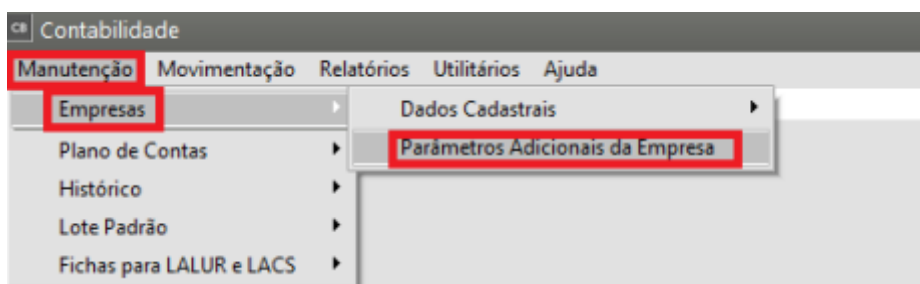 CB Contabilidade
Manutenção Movimentação Relatórios Utilitários Ajuda
Empresas
Dados Cadastrais
Plano de Contas
Parâmetros Adicionais da Empresa
Histórico
Lote Padrão
Fichas para LALUR e LACS